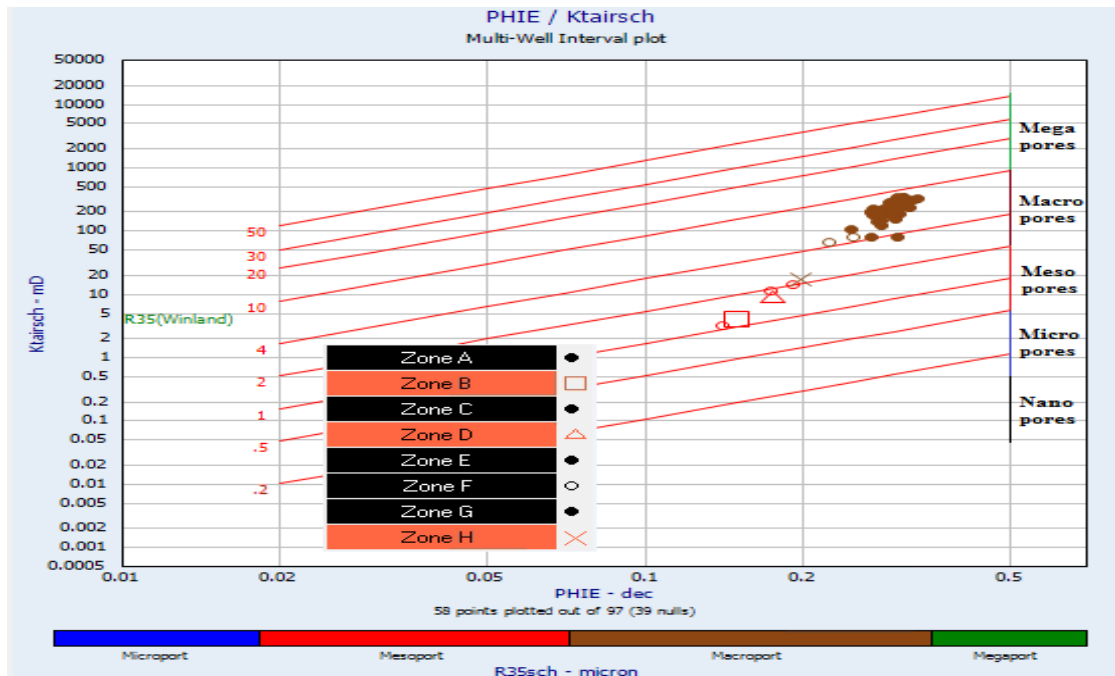 PHIE / Ktairsch
Multi-Well Interval plot
50000
20000
10000
5000
2000
1000
500
200
100
50
20
10
5
2
1
0.5
0.2
0.1
0.05
0.02
0.01
0.005
0.002
0.001
0.0005
Ktairsch - mD
50
30
20
10
4
2
1
.5
.2
R35(Winland)
Mega
pores
Macro
pores
Meso
pores
Micro
pores
Nano
pores
Zone A
Zone B
Zone C
Zone D
Zone E
Zone F
Zone G
Zone H
0.01 0.02 0.05 0.1 0.2 0.5
PHIE - dec
58 points plotted out of 97 (39 nulls)
Microport Mesoport Macroport Megaport
R35sch - micron